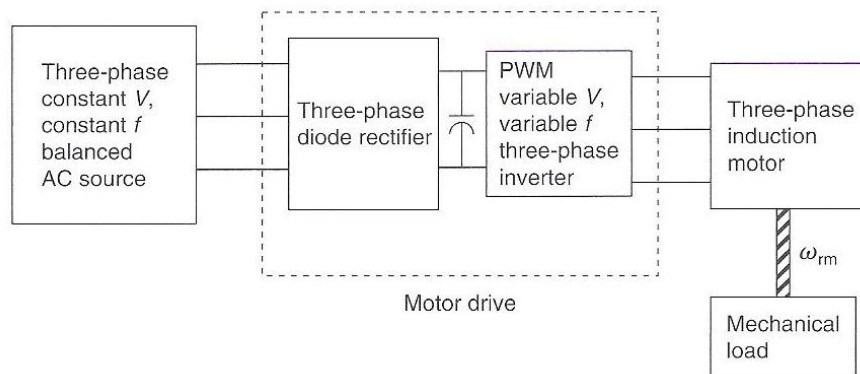 Three-phase
constant V,
constant f
balanced
AC source
Three-phase
diode rectifier
PWM
variable V,
variable f
three-phase
inverter
Three-phase
induction
motor
ω_rm
Motor drive
Mechanical
load